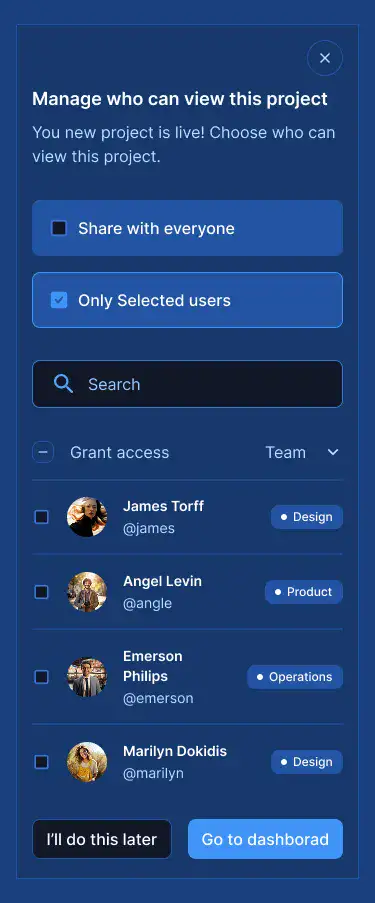 Manage who can view this project
You new project is live! Choose who can
view this project.
Share with everyone
Only Selected users
Search
Grant access Team
James Torff
@james
Design
Angel Levin
@angle
Product
Emerson
Philips
@emerson
Operations
Marilyn Dokidis
@marilyn
Design
I'll do this later
Go to dashborad